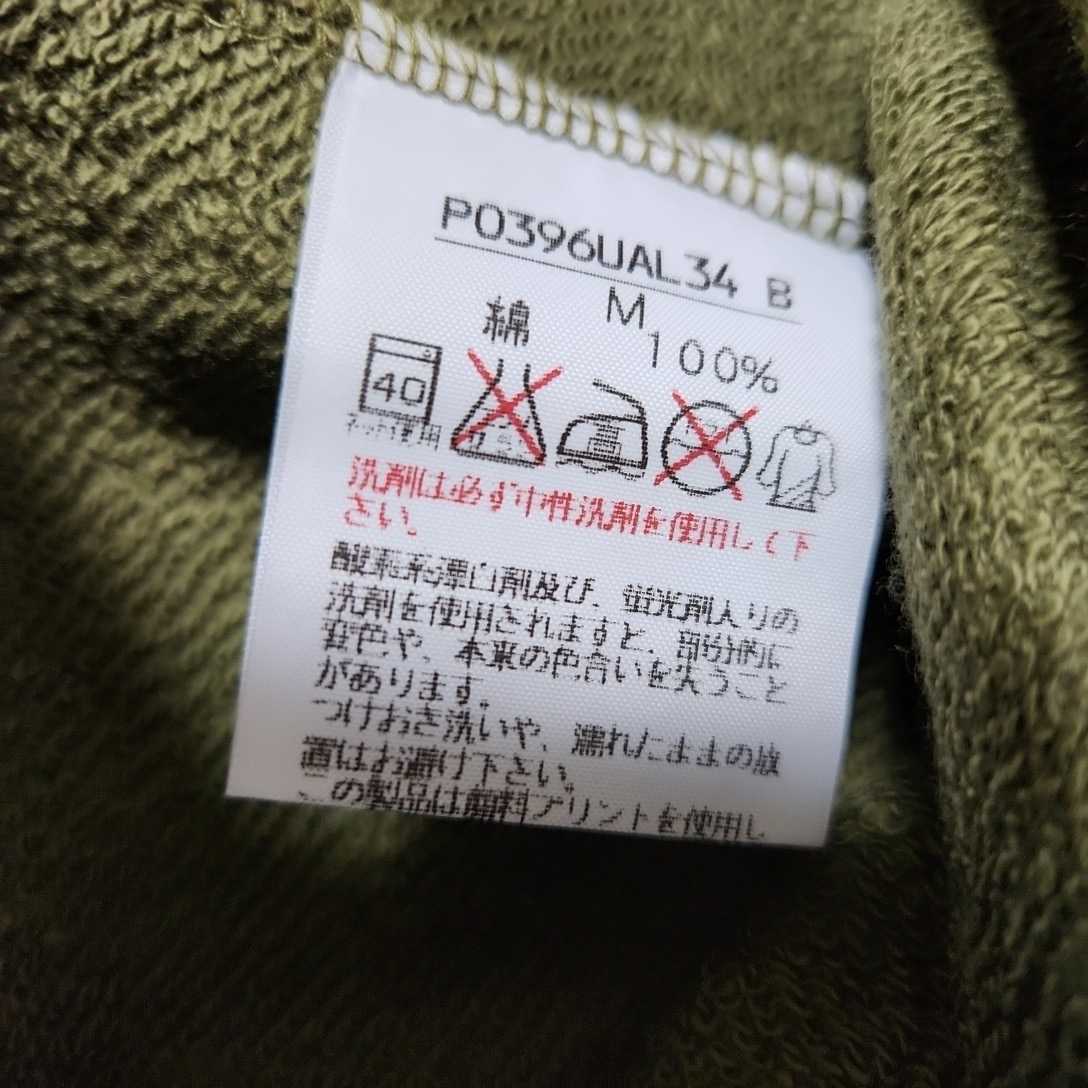 P0396UAL34 B
M
綿 100%
40 高
ネット使用
洗剤は必ず中性洗剤を使用して下
さい。
酸素系漂白剤及び、蛍光剤入りの
洗剤を使用されますと、部分的に
変色や、本来の色合いを失うこと
があります。
つけおき洗いや、濡れたままの放
置はお避け下さい。
この製品は顔料プリントを使用し